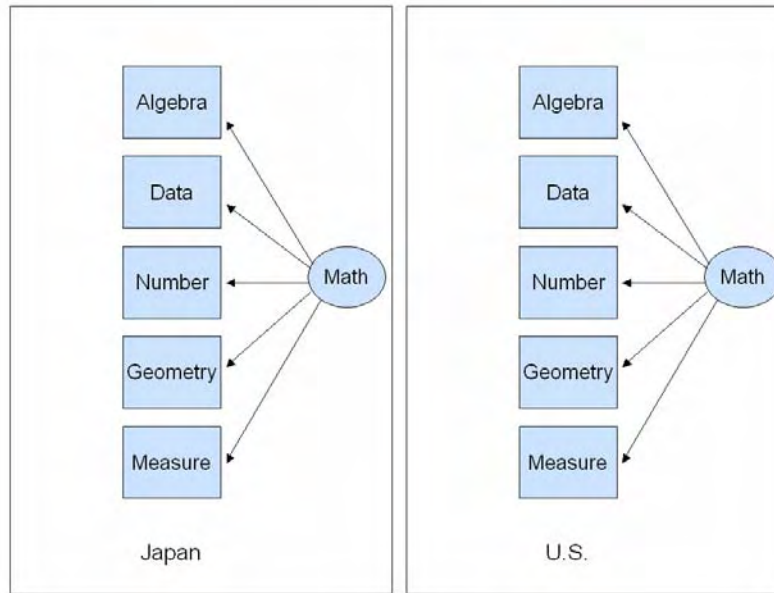 Algebra
Data
Number
Math
Geometry
Measure
Japan
Algebra
Data
Number
Math
Geometry
Measure
U.S.